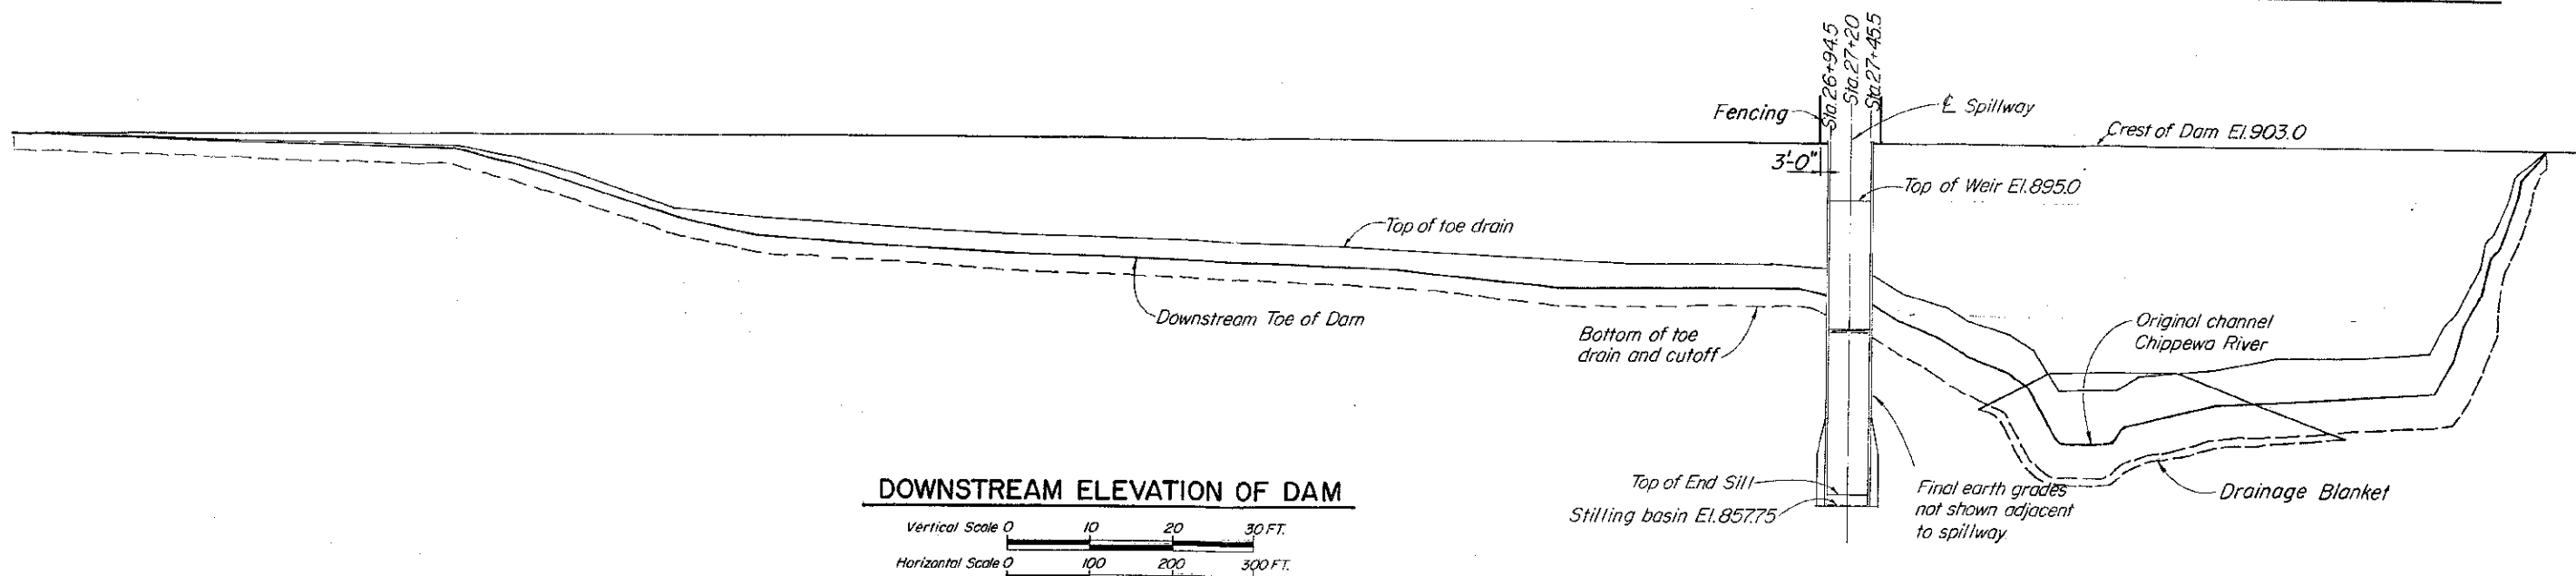 Sta.26+94.5
Sta.27+20
Sta.27+45.5
Fencing
℄ Spillway
Crest of Dam El.903.0
3'-0"
Top of Weir El.895.0
Top of toe drain
Downstream Toe of Dam
Bottom of toe
drain and cutoff
Original channel
Chippewa River
Top of End Sill
Stilling basin El.857.75
Final earth grades
not shown adjacent
to spillway.
Drainage Blanket
DOWNSTREAM ELEVATION OF DAM
Vertical Scale 0 10 20 30 FT.
Horizontal Scale 0 100 200 300 FT.